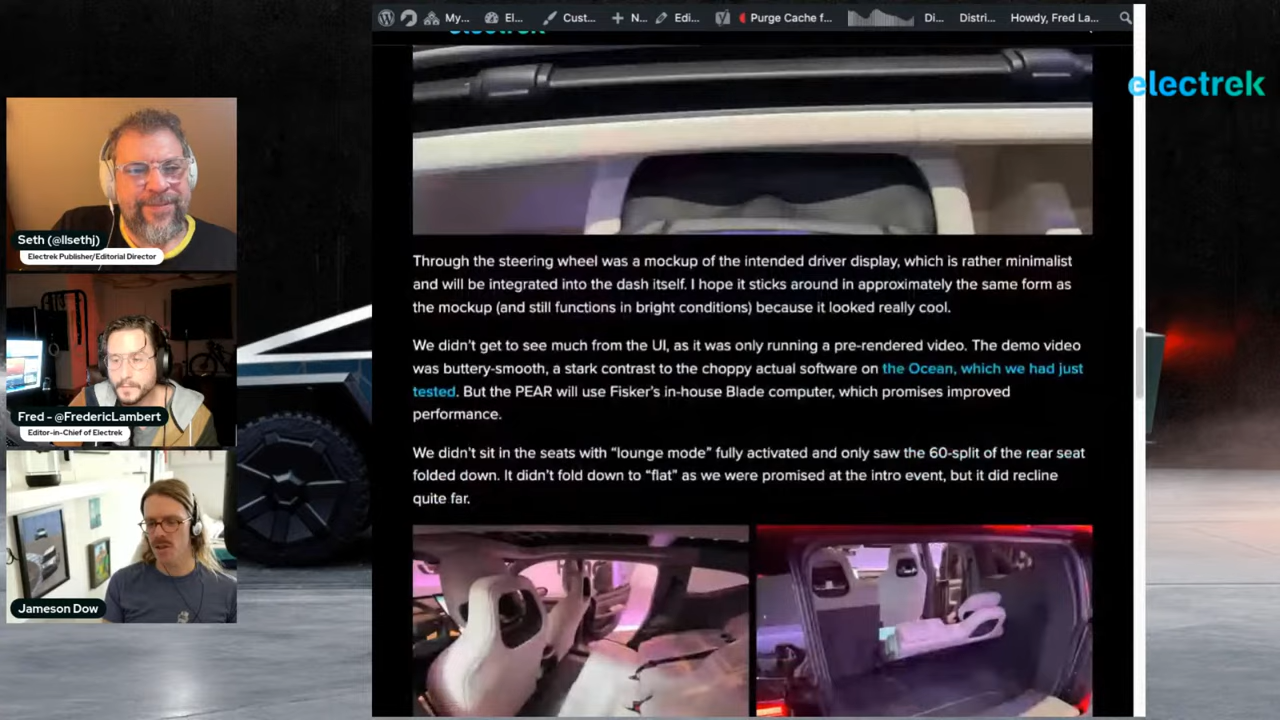 My...
El...
Cust...
N...
Edi...
Purge Cache f...
Di...
Distri...
Howdy, Fred La...
electrek
electrek
Seth (@llsethj)
Electrek Publisher/Editorial Director
Fred - @FredericLambert
Editor-in-Chief of Electrek
Jameson Dow
Through the steering wheel was a mockup of the intended driver display, which is rather minimalist
and will be integrated into the dash itself. I hope it sticks around in approximately the same form as
the mockup (and still functions in bright conditions) because it looked really cool.
We didn't get to see much from the UI, as it was only running a pre-rendered video. The demo video
was buttery-smooth, a stark contrast to the choppy actual software on the Ocean, which we had just
tested. But the PEAR will use Fisker's in-house Blade computer, which promises improved
performance.
We didn't sit in the seats with “lounge mode” fully activated and only saw the 60-split of the rear seat
folded down. It didn't fold down to “flat” as we were promised at the intro event, but it did recline
quite far.